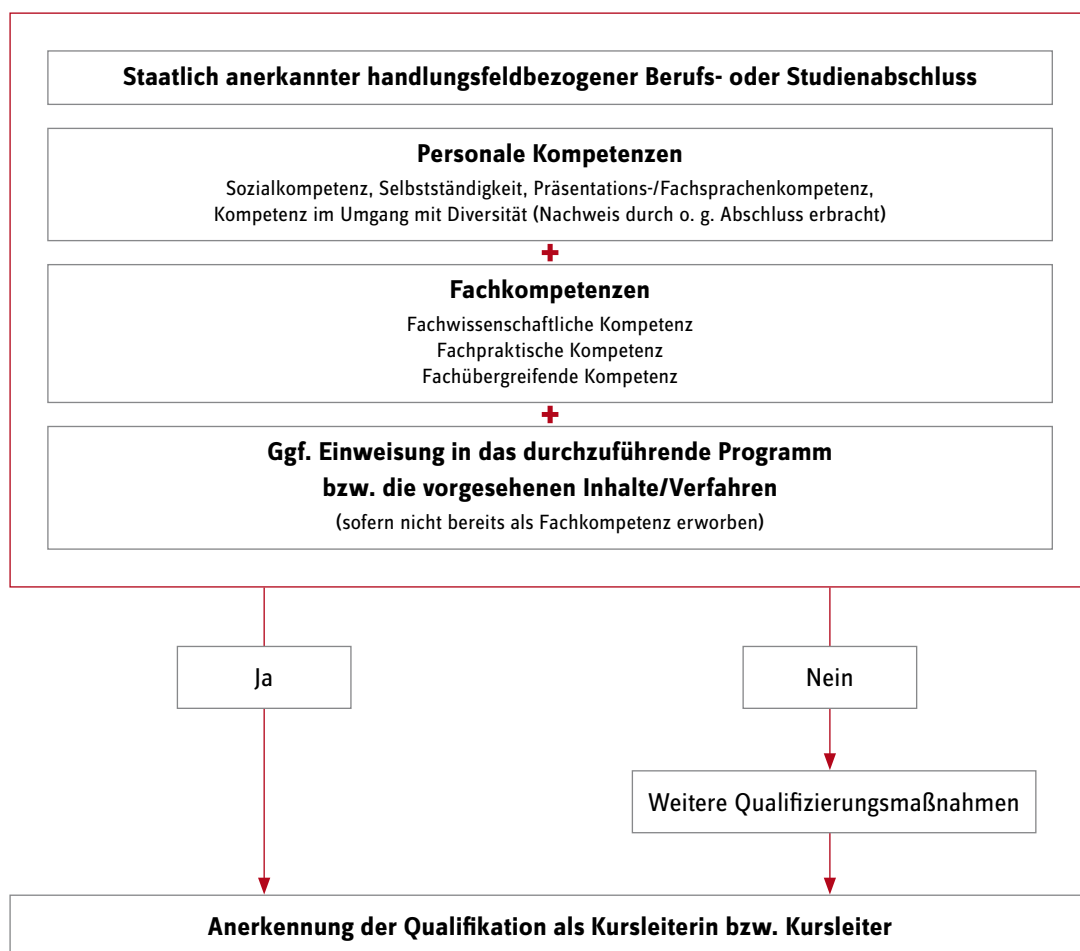 Staatlich anerkannter handlungsfeldbezogener Berufs- oder Studienabschluss
Personale Kompetenzen
Sozialkompetenz, Selbstständigkeit, Präsentations-/Fachsprachenkompetenz,
Kompetenz im Umgang mit Diversität (Nachweis durch o. g. Abschluss erbracht)
+
Fachkompetenzen
Fachwissenschaftliche Kompetenz
Fachpraktische Kompetenz
Fachübergreifende Kompetenz
+
Ggf. Einweisung in das durchzuführende Programm
bzw. die vorgesehenen Inhalte/Verfahren
(sofern nicht bereits als Fachkompetenz erworben)
Ja
Nein
Weitere Qualifizierungsmaßnahmen
Anerkennung der Qualifikation als Kursleiterin bzw. Kursleiter